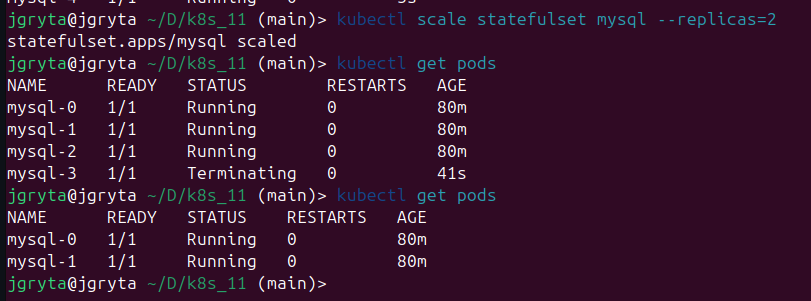 jgryta@jgryta ~/D/k8s_11 (main)> kubectl scale statefulset mysql --replicas=2
statefulset.apps/mysql scaled
jgryta@jgryta ~/D/k8s_11 (main)> kubectl get pods
NAME      READY   STATUS        RESTARTS   AGE
mysql-0   1/1     Running       0          80m
mysql-1   1/1     Running       0          80m
mysql-2   1/1     Running       0          80m
mysql-3   1/1     Terminating   0          41s
jgryta@jgryta ~/D/k8s_11 (main)> kubectl get pods
NAME      READY   STATUS    RESTARTS   AGE
mysql-0   1/1     Running   0          80m
mysql-1   1/1     Running   0          80m
jgryta@jgryta ~/D/k8s_11 (main)>